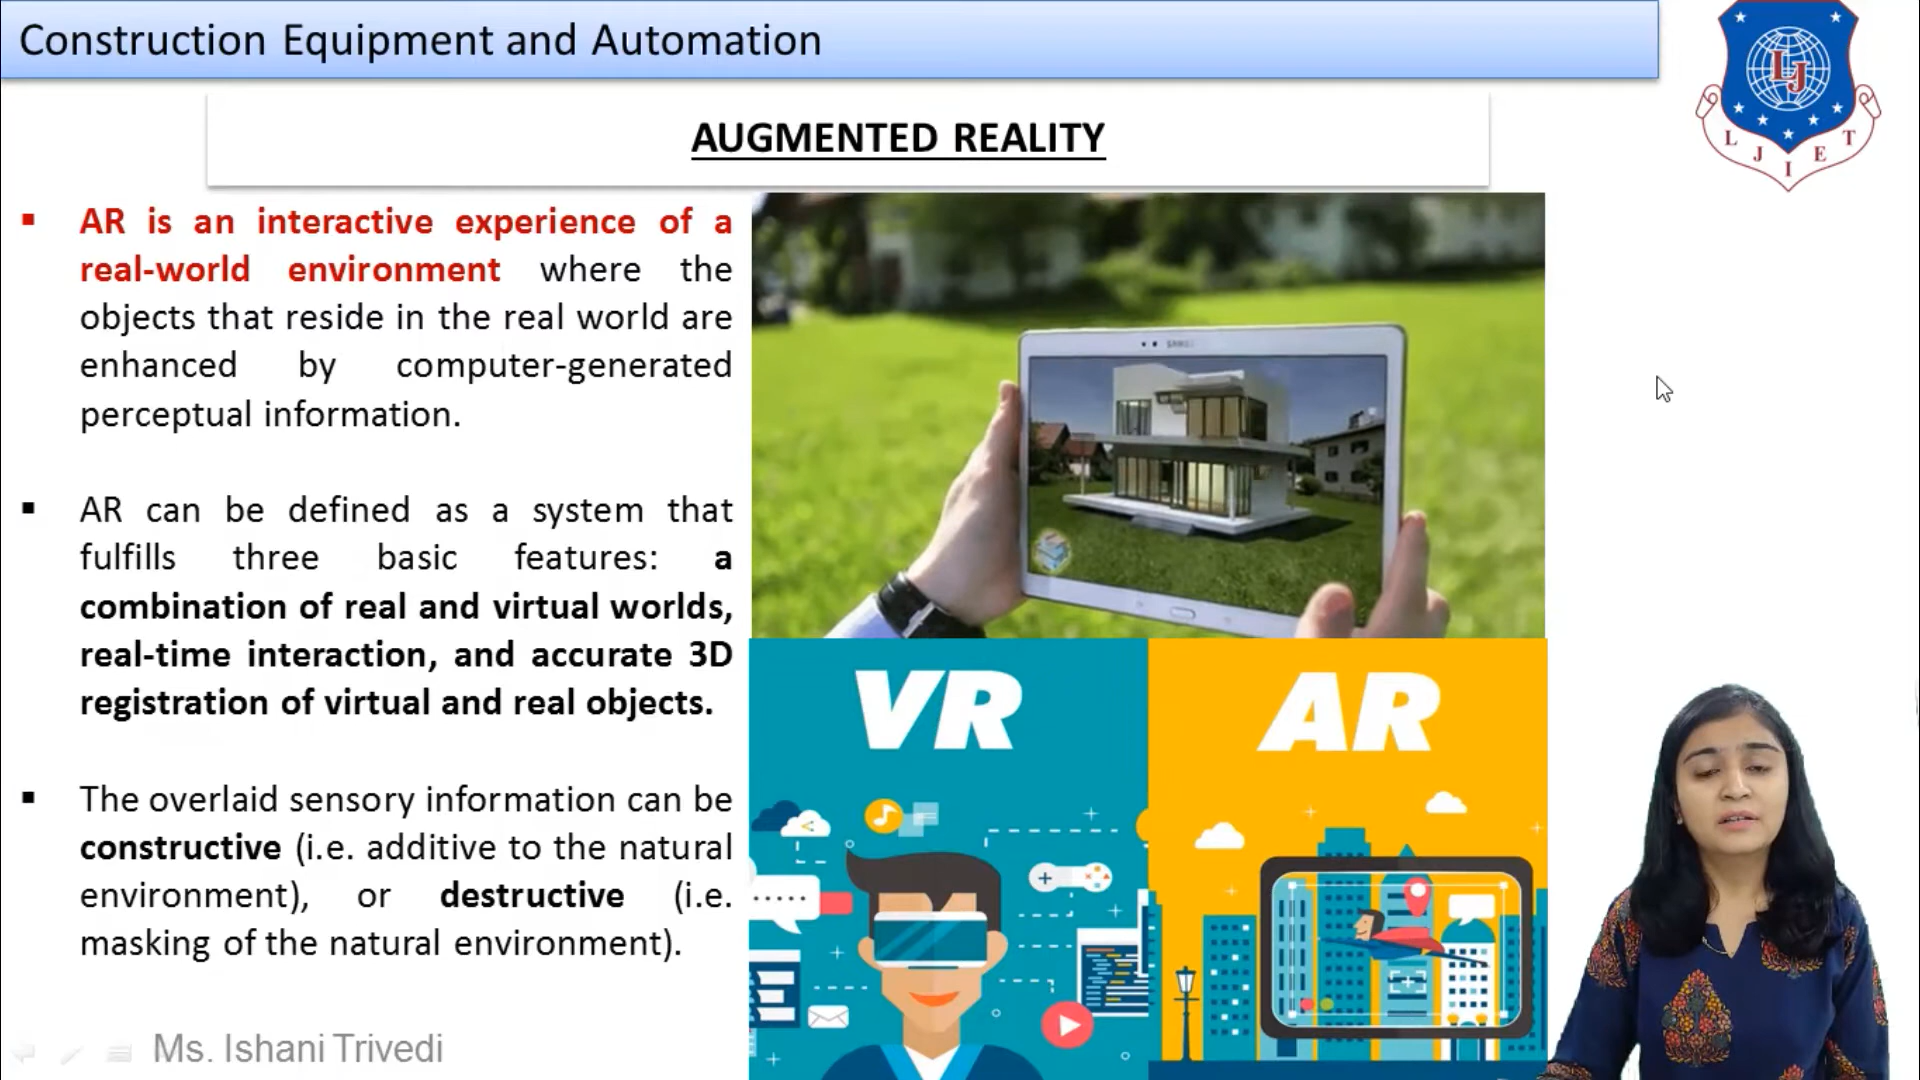 Construction Equipment and Automation
AUGMENTED REALITY
AR is an interactive experience of a
real-world environment where the
objects that reside in the real world are
enhanced by computer-generated
perceptual information.
AR can be defined as a system that
fulfills three basic features: a
combination of real and virtual worlds,
real-time interaction, and accurate 3D
registration of virtual and real objects.
The overlaid sensory information can be
constructive (i.e. additive to the natural
environment), or destructive (i.e.
masking of the natural environment).
Ms. Ishani Trivedi
VR
AR
LJ
L J I E T